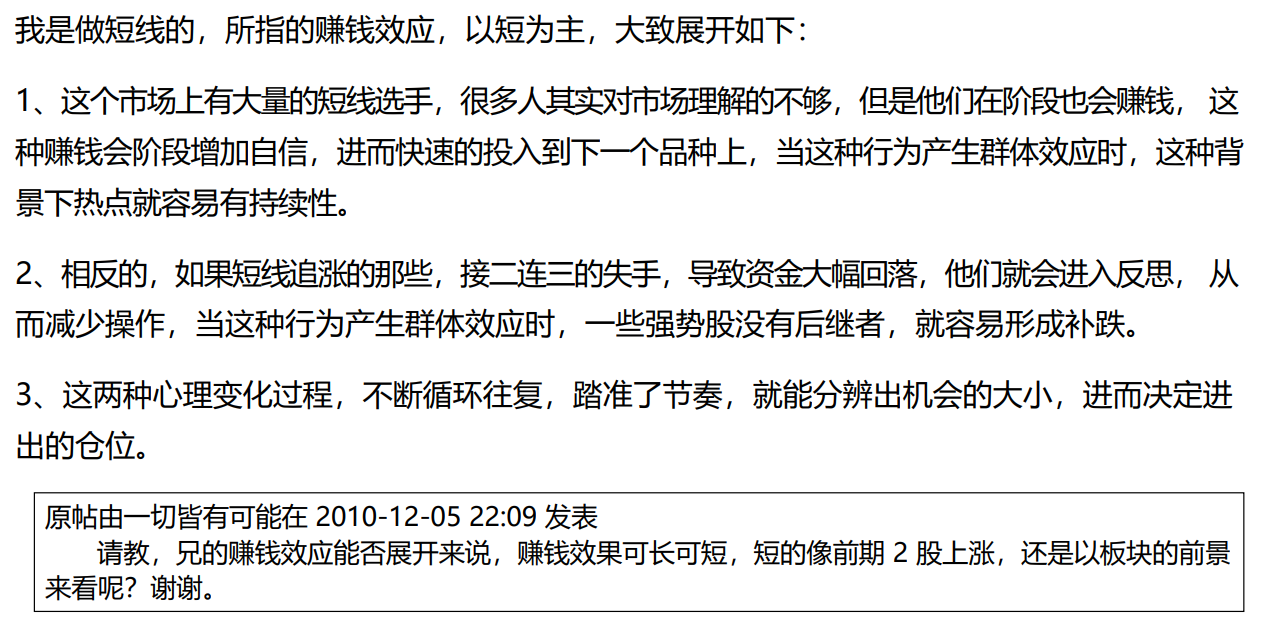 我是做短线的，所指的赚钱效应，以短为主，大致展开如下：
1、这个市场上有大量的短线选手，很多人其实对市场理解的不够，但是他们在阶段也会赚钱， 这
种赚钱会阶段增加自信，进而快速的投入到下一个品种上，当这种行为产生群体效应时，这种背
景下热点就容易有持续性。
2、相反的，如果短线追涨的那些，接二连三的失手，导致资金大幅回落，他们就会进入反思， 从
而减少操作，当这种行为产生群体效应时，一些强势股没有后继者，就容易形成补跌。
3、这两种心理变化过程，不断循环往复，踏准了节奏，就能分辨出机会的大小，进而决定进
出的仓位。
原帖由一切皆有可能在 2010-12-05 22:09 发表
请教，兄的赚钱效应能否展开来说，赚钱效果可长可短，短的像前期 2 股上涨，还是以板块的前景
来看呢？谢谢。